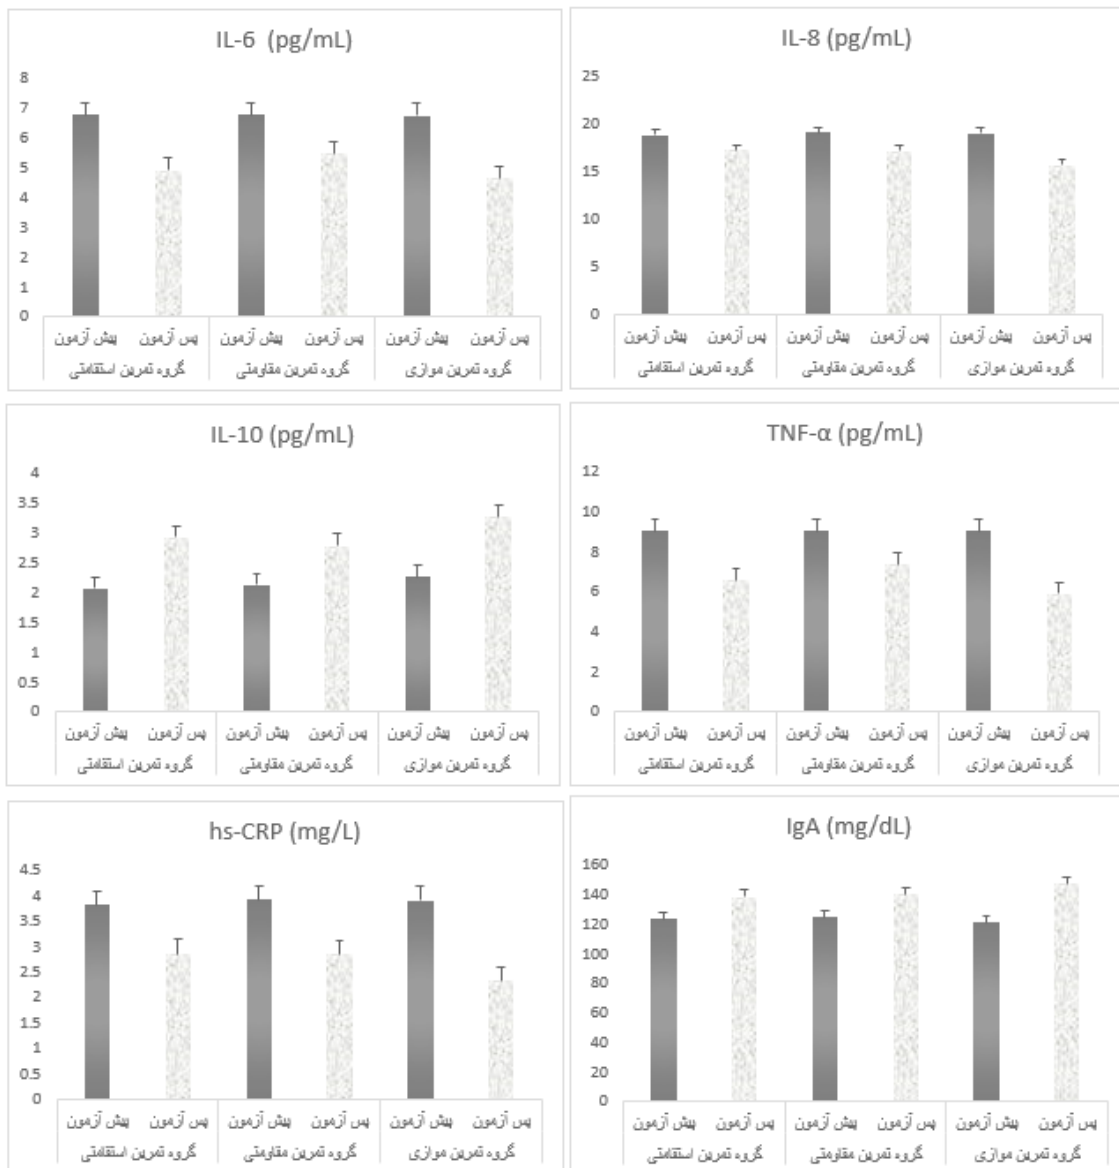 IL-6 (pg/mL)
8
7
6
5
4
3
2
1
0
پیش آزمون پس آزمون پیش آزمون پس آزمون پیش آزمون پس آزمون
گروه تمرین استقامتی گروه تمرین مقاومتی گروه تمرین موازی
IL-8 (pg/mL)
25
20
15
10
5
0
پیش آزمون پس آزمون پیش آزمون پس آزمون پیش آزمون پس آزمون
گروه تمرین استقامتی گروه تمرین مقاومتی گروه تمرین موازی
IL-10 (pg/mL)
4
3.5
3
2.5
2
1.5
1
0.5
0
پیش آزمون پس آزمون پیش آزمون پس آزمون پیش آزمون پس آزمون
گروه تمرین استقامتی گروه تمرین مقاومتی گروه تمرین موازی
TNF-α (pg/mL)
12
10
8
6
4
2
0
پیش آزمون پس آزمون پیش آزمون پس آزمون پیش آزمون پس آزمون
گروه تمرین استقامتی گروه تمرین مقاومتی گروه تمرین موازی
hs-CRP (mg/L)
4.5
4
3.5
3
2.5
2
1.5
1
0.5
0
پیش آزمون پس آزمون پیش آزمون پس آزمون پیش آزمون پس آزمون
گروه تمرین استقامتی گروه تمرین مقاومتی گروه تمرین موازی
IgA (mg/dL)
160
140
120
100
80
60
40
20
0
پیش آزمون پس آزمون پیش آزمون پس آزمون پیش آزمون پس آزمون
گروه تمرین استقامتی گروه تمرین مقاومتی گروه تمرین موازی